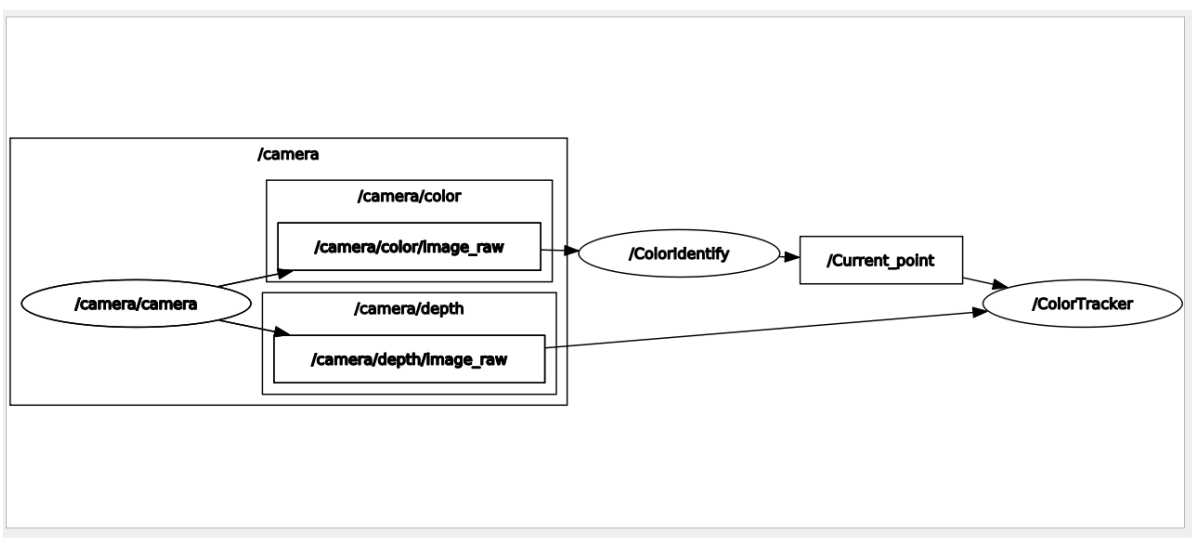 /camera
/camera/color
/camera/color/image_raw
/ColorIdentify
/Current_point
/camera/camera
/camera/depth
/ColorTracker
/camera/depth/image_raw